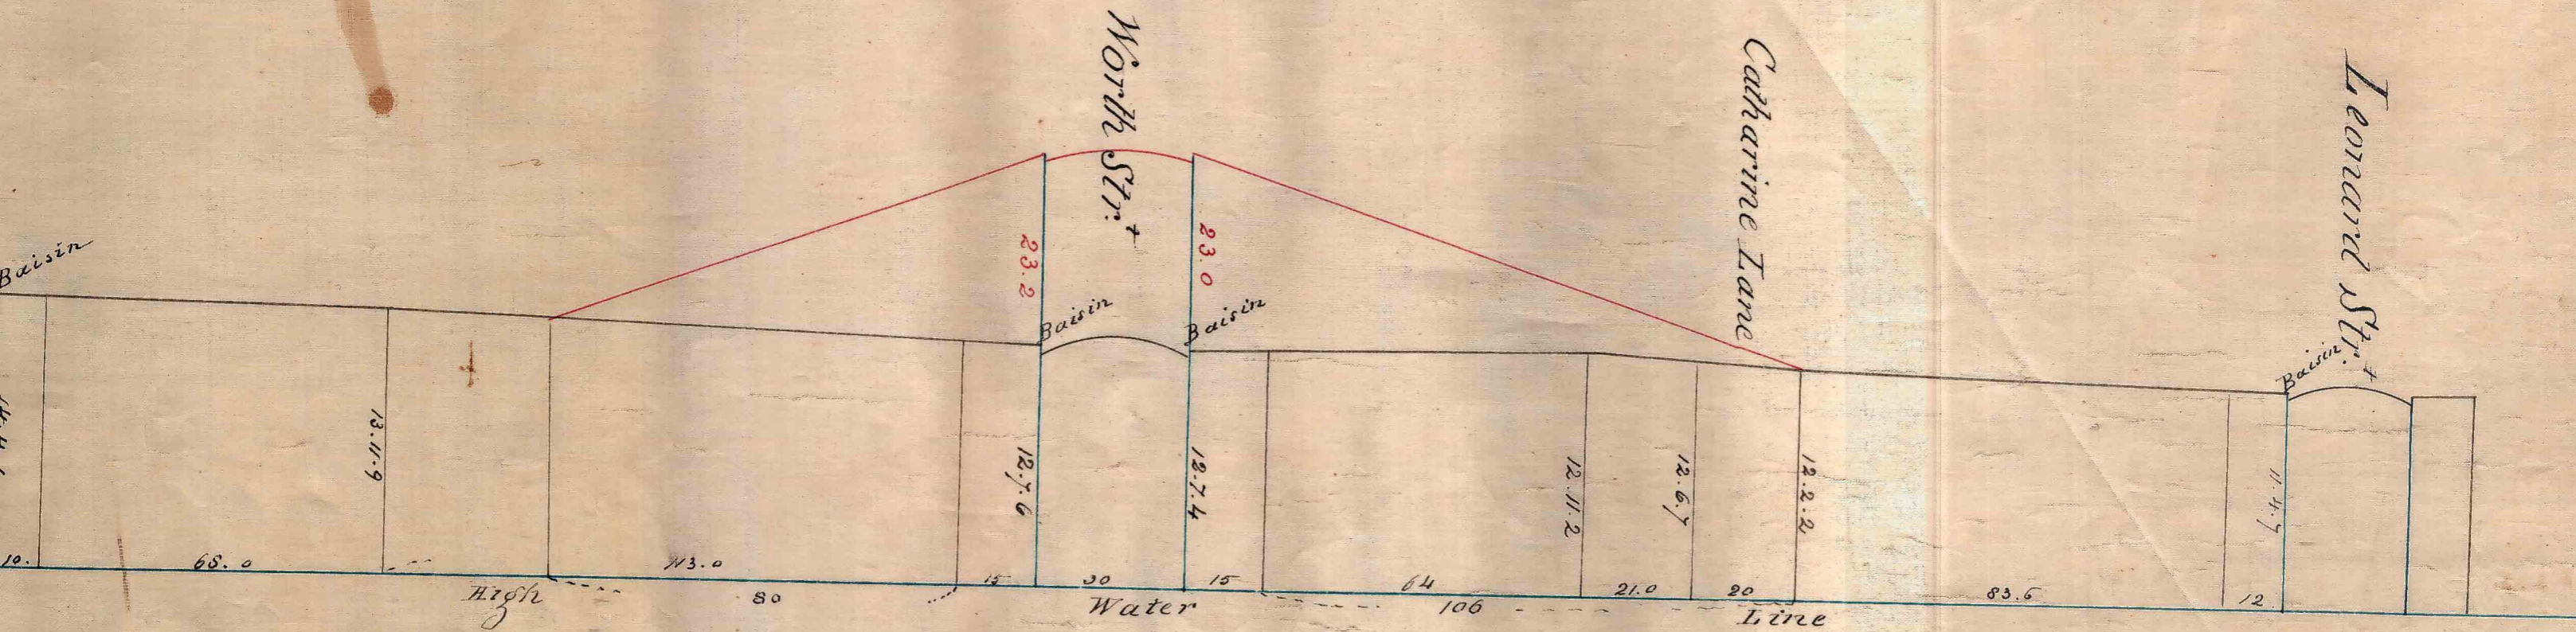 Worth Str.t
Catharine Lane
Leonard Str.t
Baisin
23.2
23.0
Baisin
Baisin
Baisin
13.11.9
12.7.6
12.7.4
12.11.2
12.6.7
12.2.2
11.4.7
10.
68.0
113.0
15
30
15
64
21.0
20
83.6
12
80
106
High Water Line